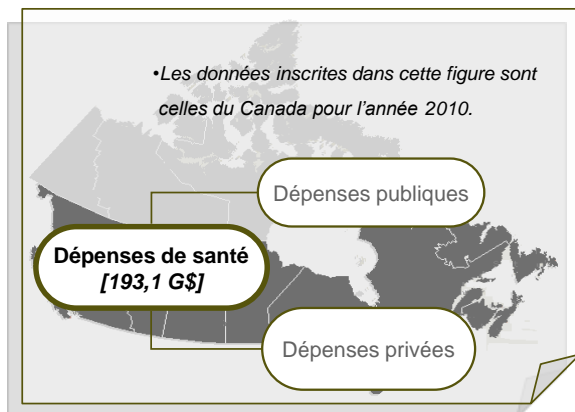 •Les données inscrites dans cette figure sont
celles du Canada pour l’année 2010.
Dépenses publiques
Dépenses de santé
[193,1 G$]
Dépenses privées